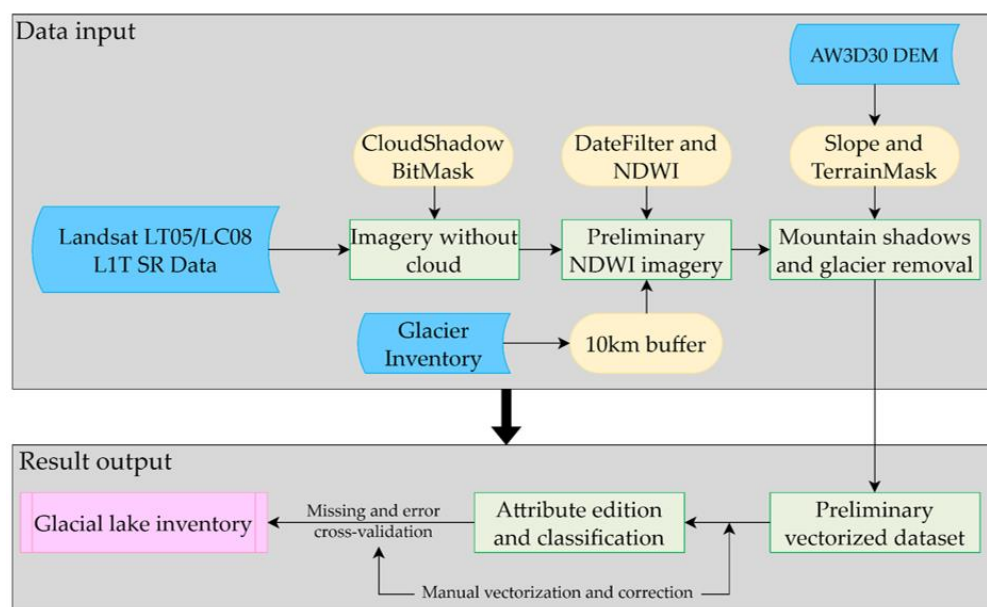 Data input
AW3D30 DEM
CloudShadow
BitMask
DateFilter and
NDWI
Slope and
TerrainMask
Landsat LT05/LC08
L1T SR Data
Imagery without
cloud
Preliminary
NDWI imagery
Mountain shadows
and glacier removal
Glacier
Inventory
10km buffer
Result output
Glacial lake inventory
Missing and error
cross-validation
Attribute edition
and classification
Preliminary
vectorized dataset
Manual vectorization and correction